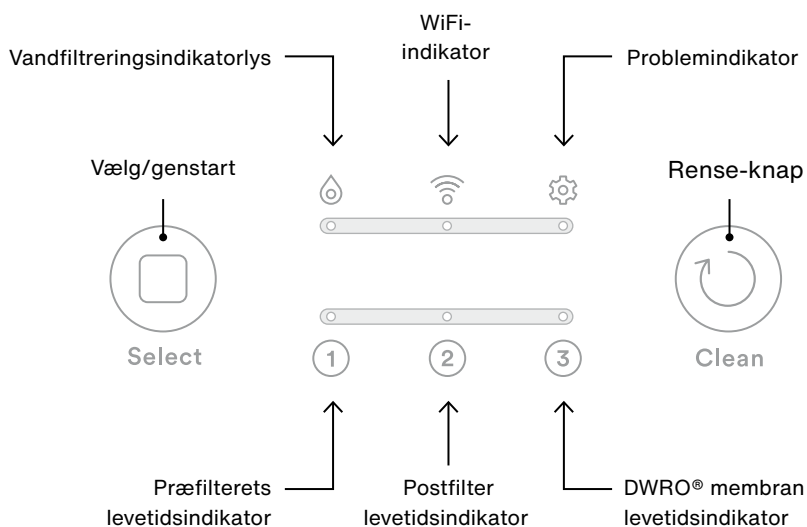 WiFi-
indikator
Vandfiltreringsindikatorlys
Problemindikator
Vælg/genstart
Rense-knap
Select
1
2
3
Clean
Præfilterets
levetidsindikator
Postfilter
levetidsindikator
DWRO® membran
levetidsindikator